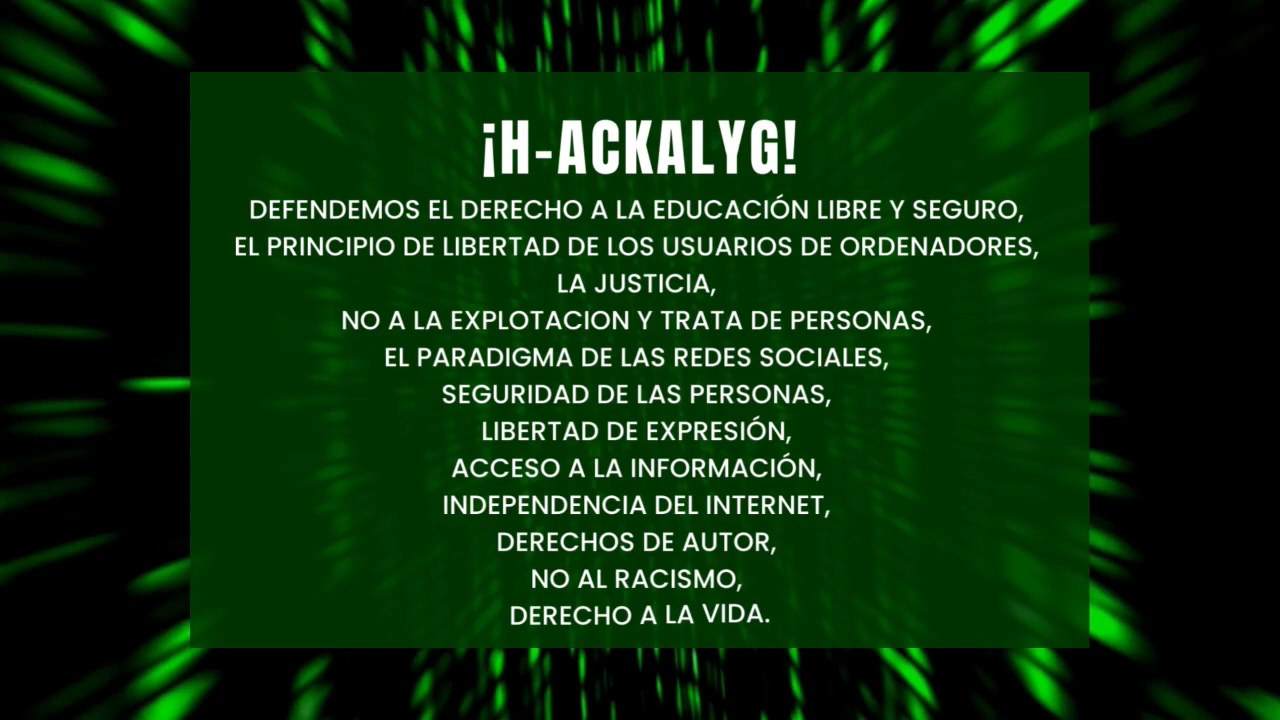 ¡H-ACKALYG!
DEFENDEMOS EL DERECHO A LA EDUCACIÓN LIBRE Y SEGURO,
EL PRINCIPIO DE LIBERTAD DE LOS USUARIOS DE ORDENADORES,
LA JUSTICIA,
NO A LA EXPLOTACION Y TRATA DE PERSONAS,
EL PARADIGMA DE LAS REDES SOCIALES,
SEGURIDAD DE LAS PERSONAS,
LIBERTAD DE EXPRESIÓN,
ACCESO A LA INFORMACIÓN,
INDEPENDENCIA DEL INTERNET,
DERECHOS DE AUTOR,
NO AL RACISMO,
DERECHO A LA VIDA.